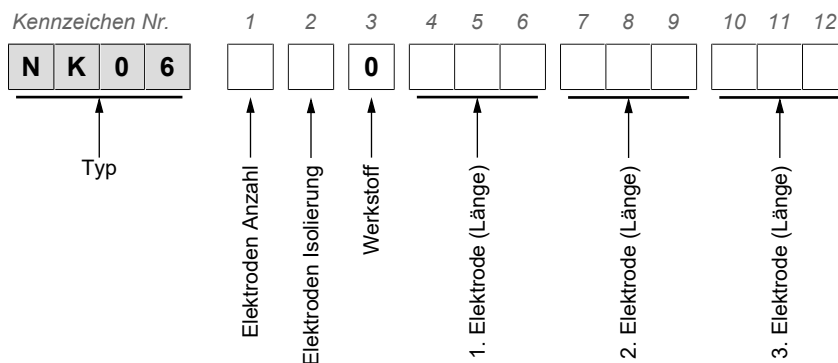 Kennzeichen Nr. 1 2 3 4 5 6 7 8 9 10 11 12
N K 0 6 0
Typ
Elektroden Anzahl
Elektroden Isolierung
Werkstoff
1. Elektrode (Länge)
2. Elektrode (Länge)
3. Elektrode (Länge)